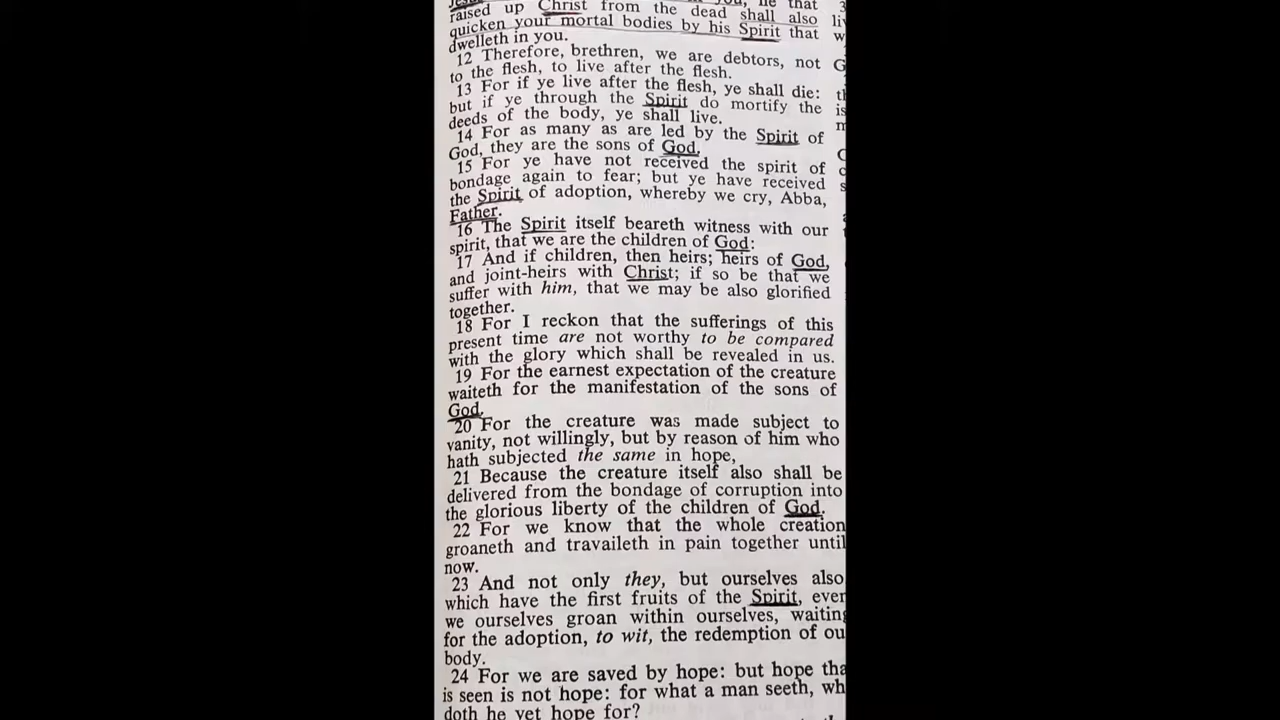 you, he that
raised up Christ from the dead shall also
quicken your mortal bodies by his Spirit that
dwelleth in you.
12 Therefore, brethren, we are debtors, not
to the flesh, to live after the flesh.
13 For if ye live after the flesh, ye shall die:
but if ye through the Spirit do mortify the
deeds of the body, ye shall live.
14 For as many as are led by the Spirit of
God, they are the sons of God.
15 For ye have not received the spirit of
bondage again to fear; but ye have received
the Spirit of adoption, whereby we cry, Abba,
Father.
16 The Spirit itself beareth witness with our
spirit, that we are the children of God:
17 And if children, then heirs; heirs of God,
and joint-heirs with Christ; if so be that we
suffer with him, that we may be also glorified
together.
18 For I reckon that the sufferings of this
present time are not worthy to be compared
with the glory which shall be revealed in us.
19 For the earnest expectation of the creature
waiteth for the manifestation of the sons of
God.
20 For the creature was made subject to
vanity, not willingly, but by reason of him who
hath subjected the same in hope,
21 Because the creature itself also shall be
delivered from the bondage of corruption into
the glorious liberty of the children of God.
22 For we know that the whole creation
groaneth and travaileth in pain together until
now.
23 And not only they, but ourselves also
which have the first fruits of the Spirit, even
we ourselves groan within ourselves, waiting
for the adoption, to wit, the redemption of ou
body.
24 For we are saved by hope: but hope tha
is seen is not hope: for what a man seeth, wh
doth he yet hope for?